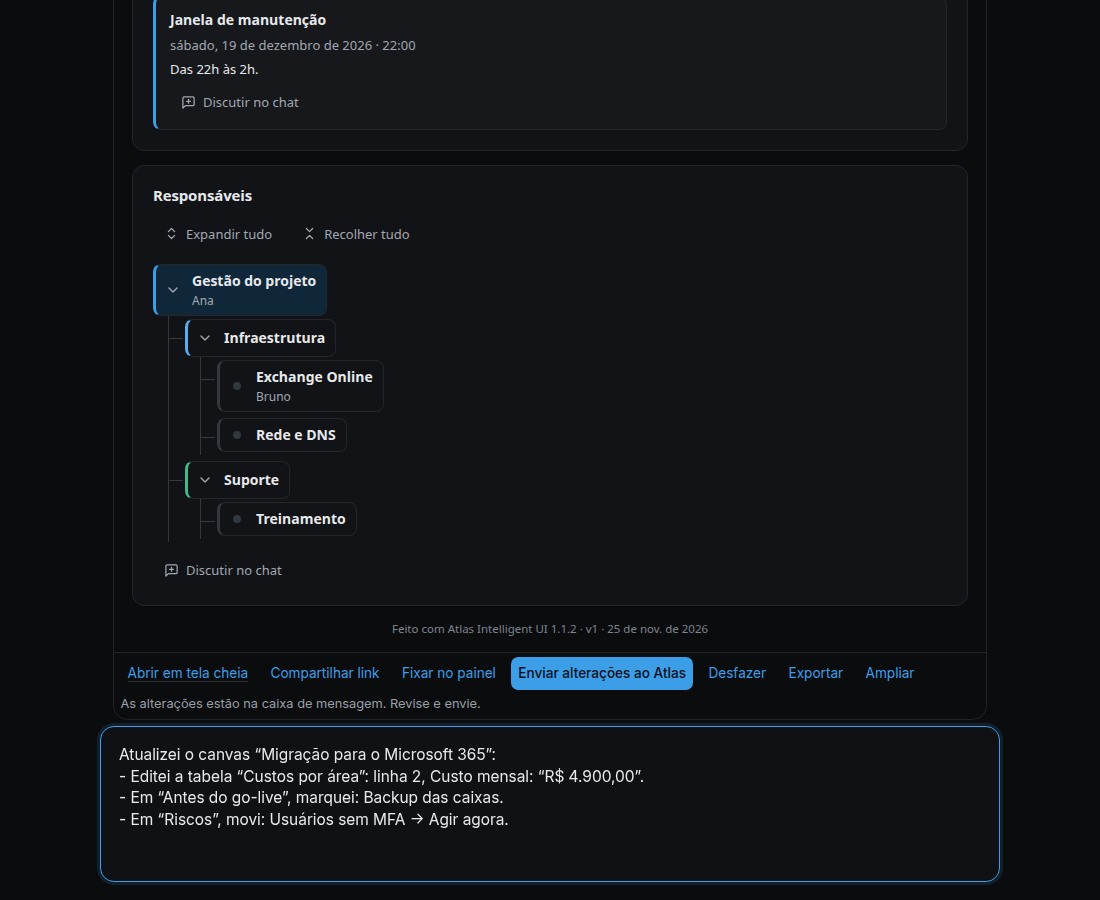 Janela de manutenção
sábado, 19 de dezembro de 2026 · 22:00
Das 22h às 2h.
Discutir no chat
Responsáveis
Expandir tudo
Recolher tudo
Gestão do projeto
Ana
Infraestrutura
Exchange Online
Bruno
Rede e DNS
Suporte
Treinamento
Discutir no chat
Feito com Atlas Intelligent UI 1.1.2 · v1 · 25 de nov. de 2026
Abrir em tela cheia
Compartilhar link
Fixar no painel
Enviar alterações ao Atlas
Desfazer
Exportar
Ampliar
As alterações estão na caixa de mensagem. Revise e envie.
Atualizei o canvas “Migração para o Microsoft 365”:
- Editei a tabela “Custos por área”: linha 2, Custo mensal: “R$ 4.900,00”.
- Em “Antes do go-live”, marquei: Backup das caixas.
- Em “Riscos”, movi: Usuários sem MFA → Agir agora.